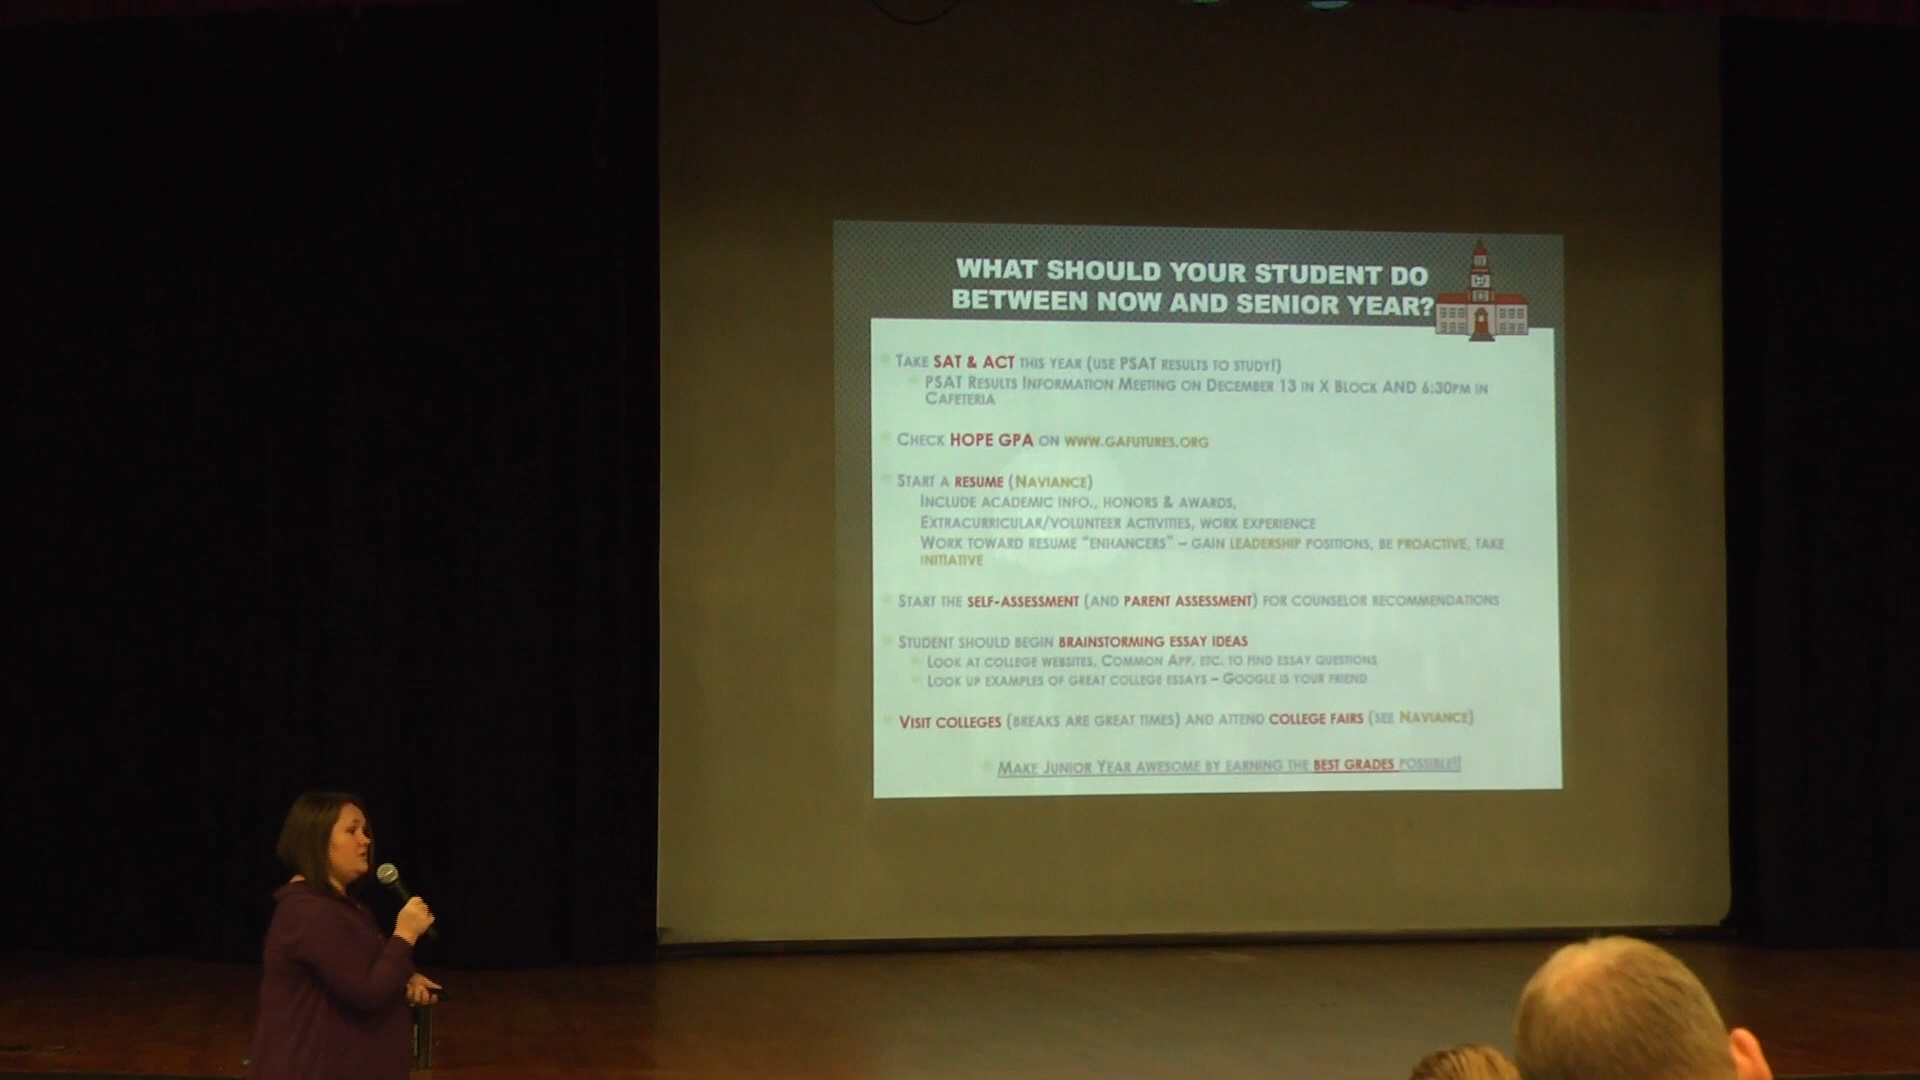 WHAT SHOULD YOUR STUDENT DO
BETWEEN NOW AND SENIOR YEAR?
TAKE SAT & ACT THIS YEAR (USE PSAT RESULTS TO STUDY!)
PSAT RESULTS INFORMATION MEETING ON DECEMBER 13 IN X BLOCK AND 6:30PM IN
CAFETERIA
CHECK HOPE GPA ON WWW.GAFUTURES.ORG
START A RESUME (NAVIANCE)
INCLUDE ACADEMIC INFO., HONORS & AWARDS,
EXTRACURRICULAR/VOLUNTEER ACTIVITIES, WORK EXPERIENCE
WORK TOWARD RESUME "ENHANCERS" – GAIN LEADERSHIP POSITIONS, BE PROACTIVE, TAKE
INITIATIVE
START THE SELF-ASSESSMENT (AND PARENT ASSESSMENT) FOR COUNSELOR RECOMMENDATIONS
STUDENT SHOULD BEGIN BRAINSTORMING ESSAY IDEAS
LOOK AT COLLEGE WEBSITES, COMMON APP, ETC. TO FIND ESSAY QUESTIONS
LOOK UP EXAMPLES OF GREAT COLLEGE ESSAYS – GOOGLE IS YOUR FRIEND
VISIT COLLEGES (BREAKS ARE GREAT TIMES) AND ATTEND COLLEGE FAIRS (SEE NAVIANCE)
MAKE JUNIOR YEAR AWESOME BY EARNING THE BEST GRADES POSSIBLE!!